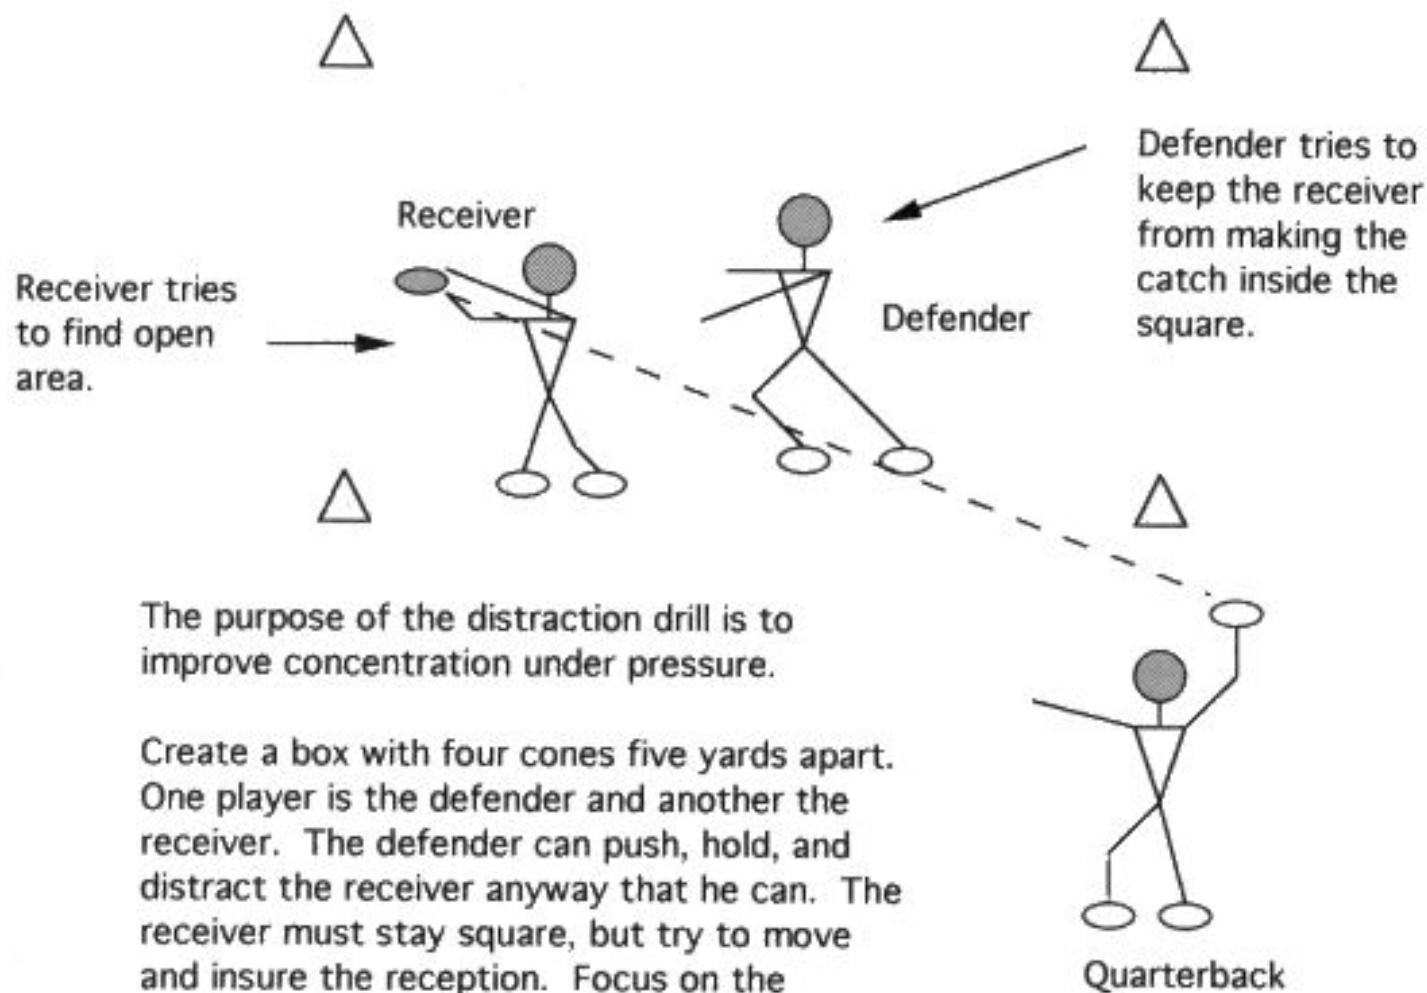 Defender tries to
keep the receiver
from making the
catch inside the
square.
Receiver
Receiver tries
to find open
area.
Defender
The purpose of the distraction drill is to
improve concentration under pressure.
Create a box with four cones five yards apart.
One player is the defender and another the
receiver.  The defender can push, hold, and
distract the receiver anyway that he can.  The
receiver must stay square, but try to move
and insure the reception.  Focus on the
Quarterback